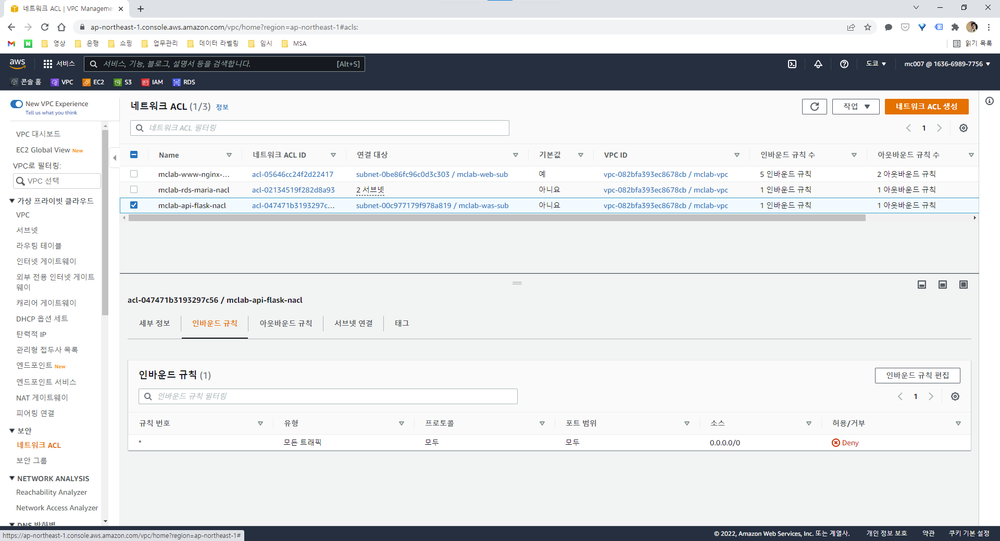 네트워크 ACL | VPC Manageme
ap-northeast-1.console.aws.amazon.com/vpc/home?region=ap-northeast-1#acls:
영상 은행 쇼핑 업무관리 데이터 라벨링 임시 MSA 읽기 목록
aws 서비스 서비스, 기능, 블로그, 설명서 등을 검색합니다. [Alt+S] 도쿄 ▼ mc007 @ 1636-6989-7756 ▼
콘솔 홈 VPC EC2 S3 IAM RDS
New VPC Experience
Tell us what you think
VPC 대시보드
EC2 Global View New
VPC로 필터링:
VPC 선택
가상 프라이빗 클라우드
VPC
서브넷
라우팅 테이블
인터넷 게이트웨이
외부 전용 인터넷 게이트
웨이
캐리어 게이트웨이
DHCP 옵션 세트
탄력적 IP
관리형 접두사 목록
엔드포인트 New
엔드포인트 서비스
NAT 게이트웨이
피어링 연결
보안
네트워크 ACL
보안 그룹
NETWORK ANALYSIS
Reachability Analyzer
Network Access Analyzer
DNS 방화벽
네트워크 ACL (1/3) 정보
작업 ▼ 네트워크 ACL 생성
네트워크 ACL 필터링
1
Name 네트워크 ACL ID 연결 대상 기본값 VPC ID 인바운드 규칙 수 아웃바운드 규칙 수
mclab-www-nginx-... acl-05646cc24f2d22417 subnet-0be86fc96c0d3c303 / mclab-web-sub 예 vpc-082bfa393ec8678cb / mclab-vpc 5 인바운드 규칙 2 아웃바운드 규칙
mclab-rds-maria-nacl acl-02134519f282d8a93 2 서브넷 아니요 vpc-082bfa393ec8678cb / mclab-vpc 1 인바운드 규칙 1 아웃바운드 규칙
mclab-api-flask-nacl acl-047471b3193297c... subnet-00c977179f978a819 / mclab-was-sub 아니요 vpc-082bfa393ec8678cb / mclab-vpc 1 인바운드 규칙 1 아웃바운드 규칙
acl-047471b3193297c56 / mclab-api-flask-nacl
세부 정보 인바운드 규칙 아웃바운드 규칙 서브넷 연결 태그
인바운드 규칙 (1)
인바운드 규칙 편집
인바운드 규칙 필터링
1
규칙 번호 유형 프로토콜 포트 범위 소스 허용/거부
* 모든 트래픽 모두 모두 0.0.0.0/0 Deny
https://ap-northeast-1.console.aws.amazon.com/vpc/home?region=ap-northeast-1#
© 2022, Amazon Web Services, Inc. 또는 계열사. 개인 정보 보호 약관 쿠키 기본 설정